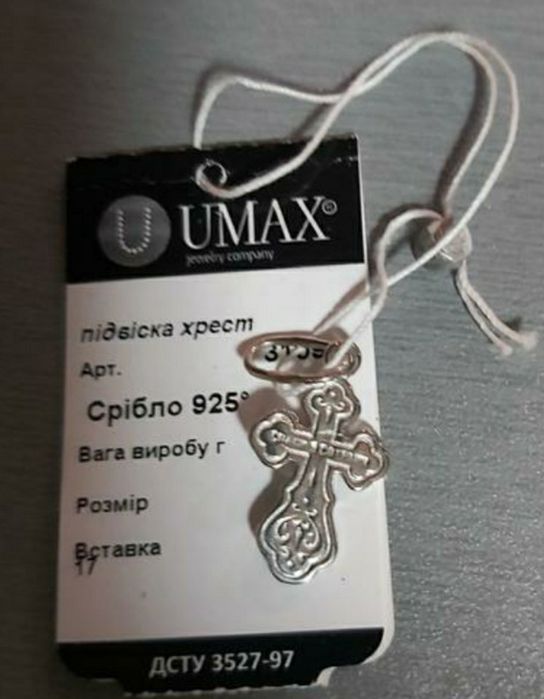 U
UMAX®
jewelry company
підвіска хрест
Арт.
Срібло 925°
Вага виробу г
Розмір
Вставка
17
ДСТУ 3527-97